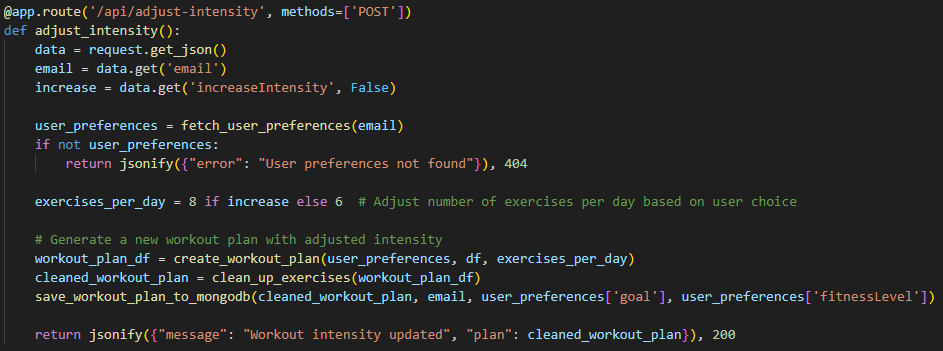 @app.route('/api/adjust-intensity', methods=['POST'])
def adjust_intensity():
    data = request.get_json()
    email = data.get('email')
    increase = data.get('increaseIntensity', False)

    user_preferences = fetch_user_preferences(email)
    if not user_preferences:
        return jsonify({"error": "User preferences not found"}), 404

    exercises_per_day = 8 if increase else 6  # Adjust number of exercises per day based on user choice

    # Generate a new workout plan with adjusted intensity
    workout_plan_df = create_workout_plan(user_preferences, df, exercises_per_day)
    cleaned_workout_plan = clean_up_exercises(workout_plan_df)
    save_workout_plan_to_mongodb(cleaned_workout_plan, email, user_preferences['goal'], user_preferences['fitnessLevel'])

    return jsonify({"message": "Workout intensity updated", "plan": cleaned_workout_plan}), 200